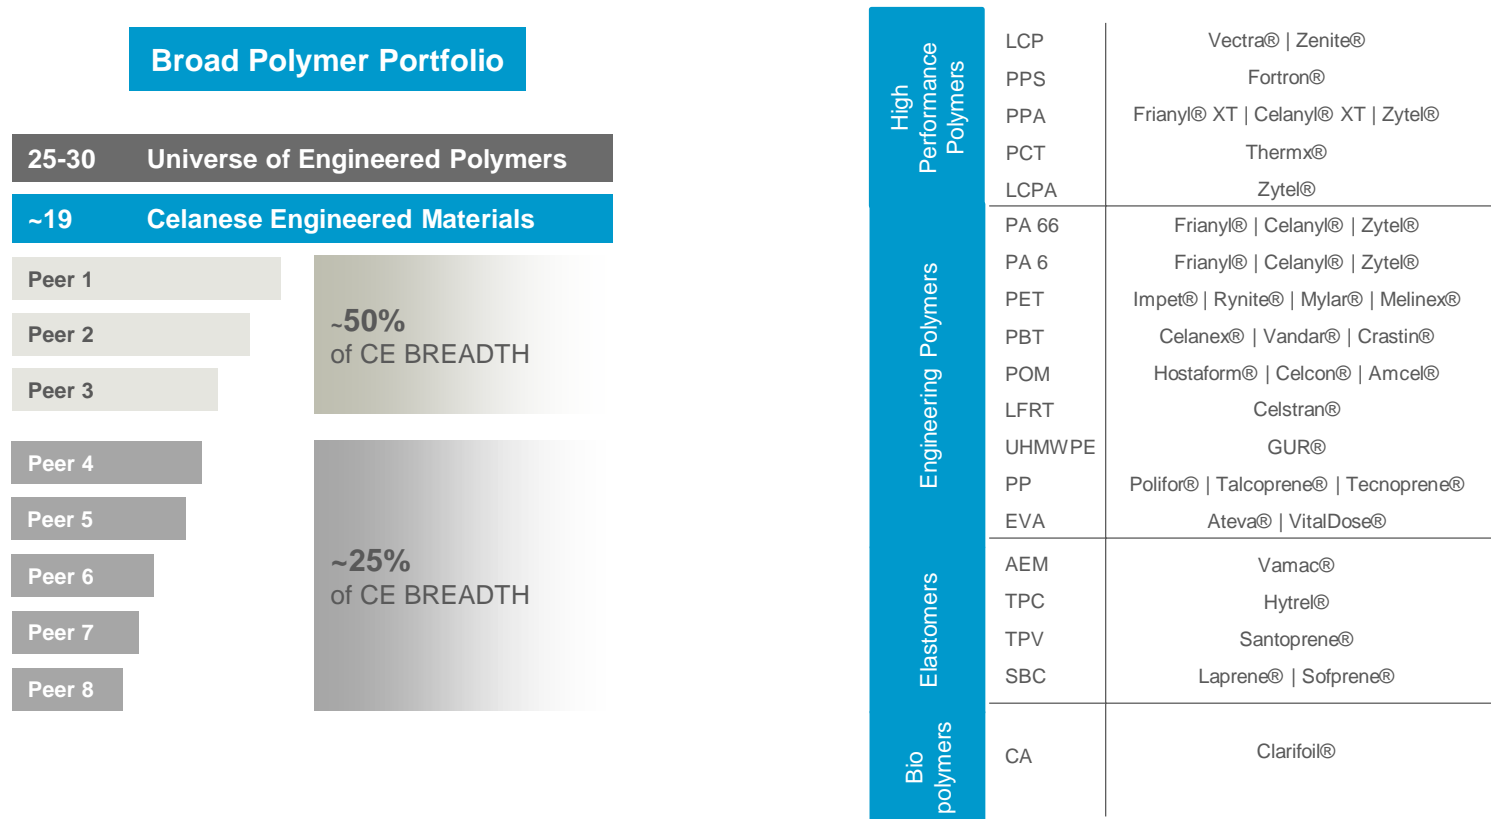 Broad Polymer Portfolio
25-30 Universe of Engineered Polymers
~19 Celanese Engineered Materials
Peer 1
Peer 2
Peer 3
~50%
of CE BREADTH
Peer 4
Peer 5
Peer 6
Peer 7
Peer 8
~25%
of CE BREADTH
High
Performance
Polymers
LCP Vectra® | Zenite®
PPS Fortron®
PPA Frianyl® XT | Celanyl® XT | Zytel®
PCT Thermx®
LCPA Zytel®
Engineering Polymers
PA 66 Frianyl® | Celanyl® | Zytel®
PA 6 Frianyl® | Celanyl® | Zytel®
PET Impet® | Rynite® | Mylar® | Melinex®
PBT Celanex® | Vandar® | Crastin®
POM Hostaform® | Celcon® | Amcel®
LFRT Celstran®
UHMWPE GUR®
PP Polifor® | Talcoprene® | Tecnoprene®
EVA Ateva® | VitalDose®
Elastomers
AEM Vamac®
TPC Hytrel®
TPV Santoprene®
SBC Laprene® | Sofprene®
Bio
polymers
CA Clarifoil®